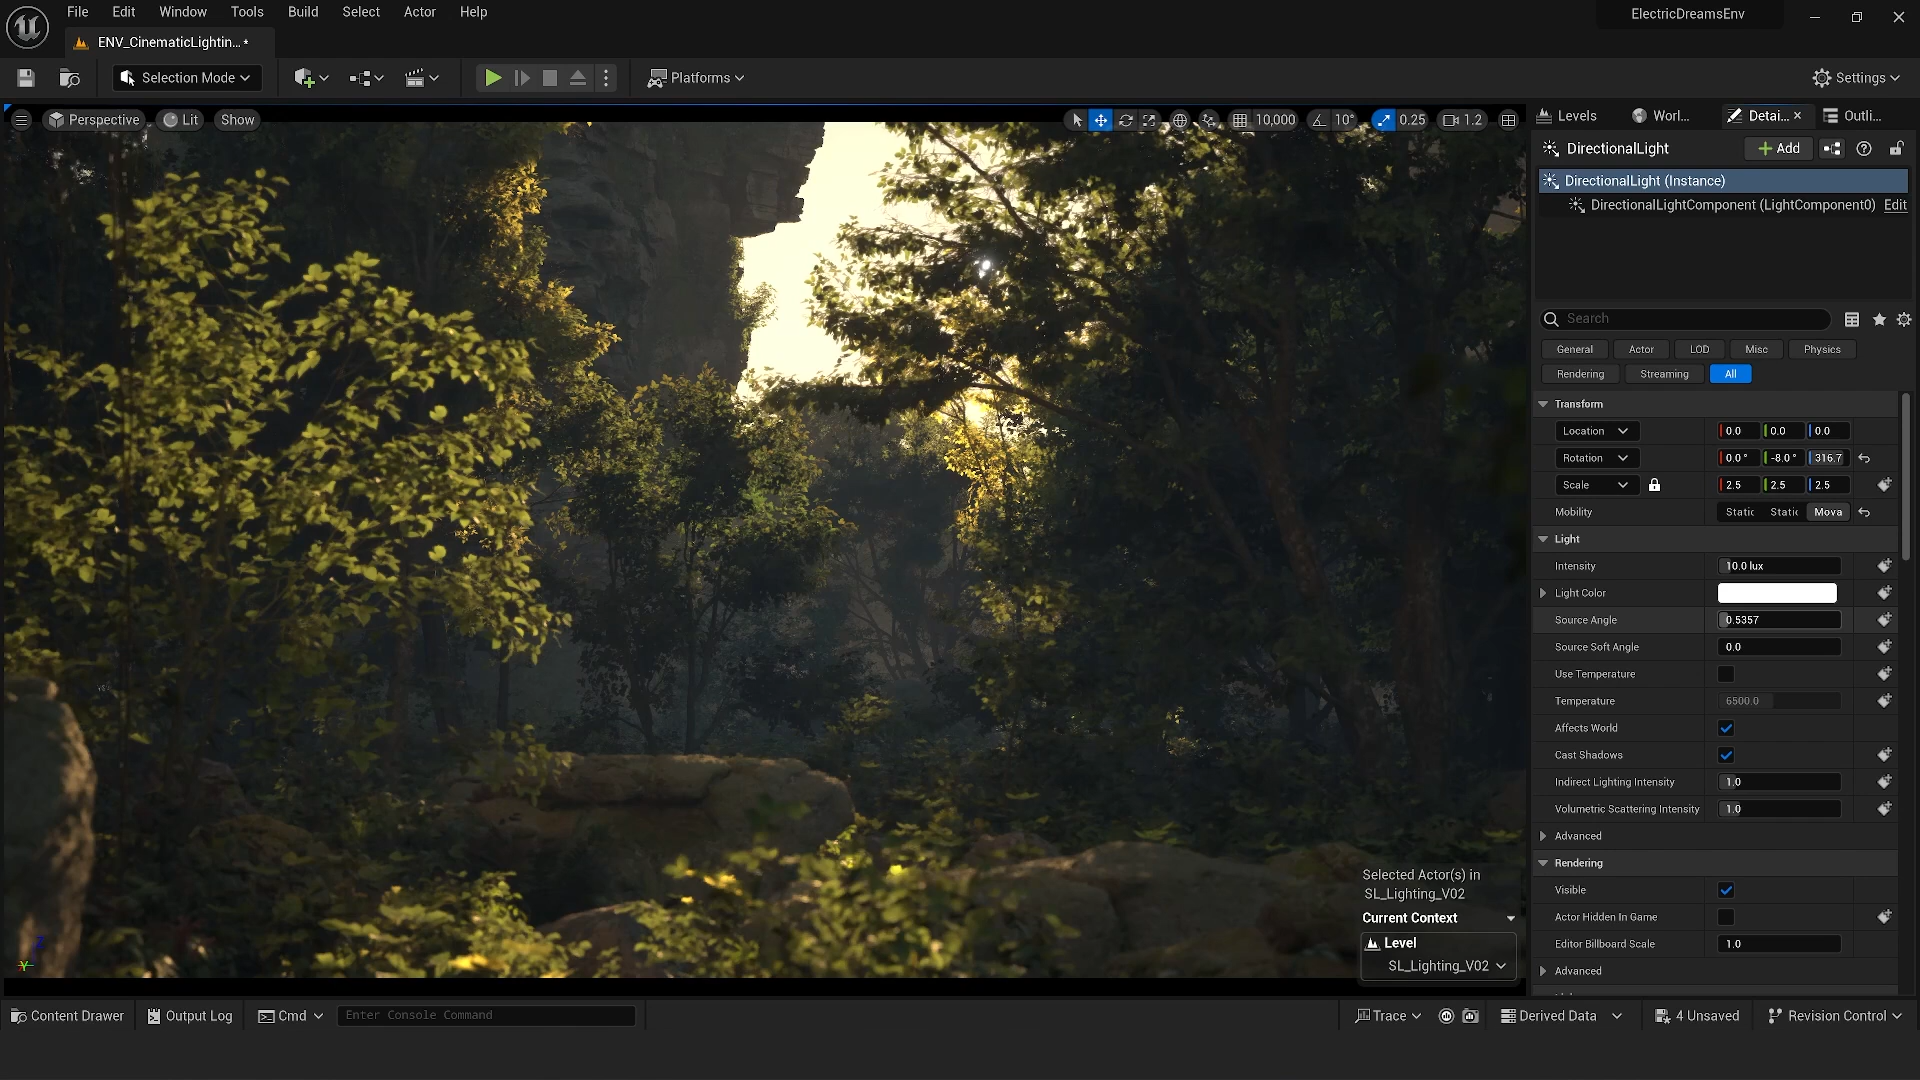 File Edit Window Tools Build Select Actor Help
ElectricDreamsEnv
ENV_CinematicLightin... •
Selection Mode
Platforms
Settings
Perspective Lit Show
10,000 10° 0.25 1.2
Levels Worl... Detai... × Outli...
DirectionalLight
Add
DirectionalLight (Instance)
DirectionalLightComponent (LightComponent0) Edit
Search
General Actor LOD Misc Physics
Rendering Streaming All
Transform
Location 0.0 0.0 0.0
Rotation 0.0° -8.0° 316.7
Scale 2.5 2.5 2.5
Mobility Static Static Mova
Light
Intensity 10.0 lux
Light Color
Source Angle 0.5357
Source Soft Angle 0.0
Use Temperature
Temperature 6500.0
Affects World
Cast Shadows
Indirect Lighting Intensity 1.0
Volumetric Scattering Intensity 1.0
Advanced
Rendering
Visible
Actor Hidden In Game
Editor Billboard Scale 1.0
Advanced
Selected Actor(s) in
SL_Lighting_V02
Current Context
Level
SL_Lighting_V02
Z
Y
Content Drawer Output Log Cmd Enter Console Command
Trace Derived Data 4 Unsaved Revision Control